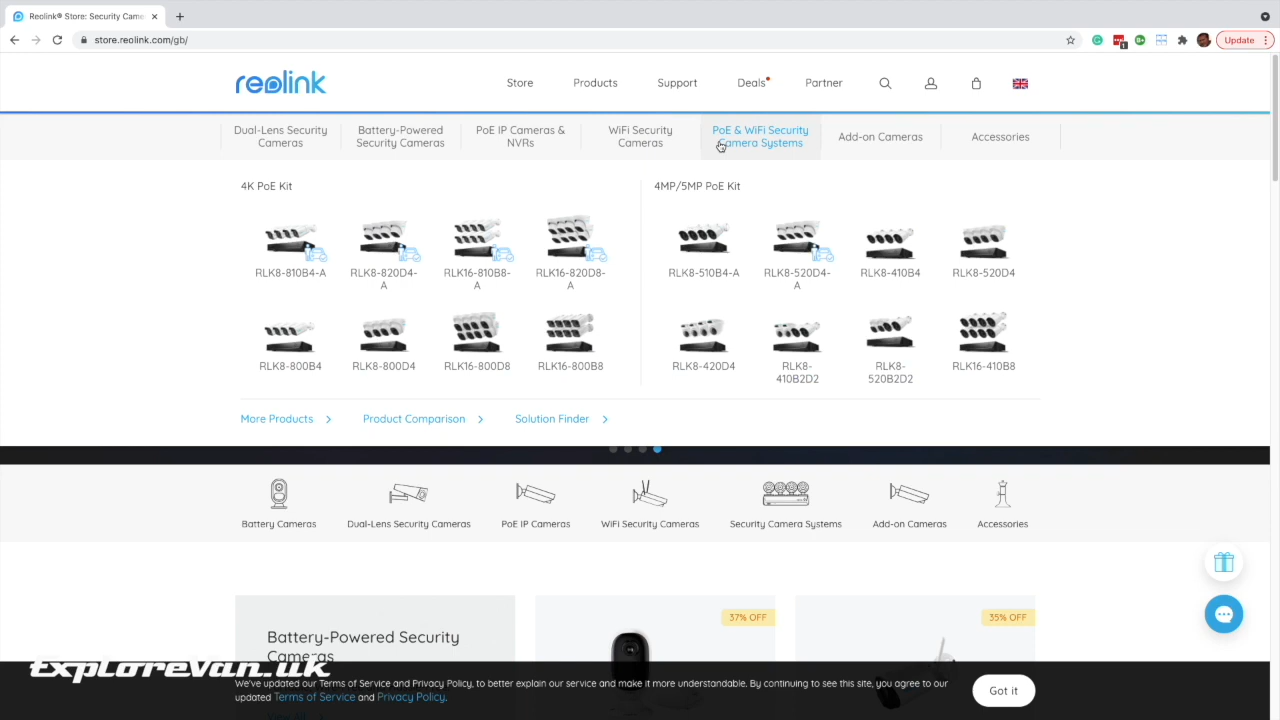 Reolink® Store: Security Came
store.reolink.com/gb/
1
Update
reolink
Store
Products
Support
Deals
Partner
Dual-Lens Security
Cameras
Battery-Powered
Security Cameras
PoE IP Cameras &
NVRs
WiFi Security
Cameras
PoE & WiFi Security
Camera Systems
Add-on Cameras
Accessories
4K PoE Kit
4MP/5MP PoE Kit
RLK8-810B4-A
RLK8-820D4-
A
RLK16-810B8-
A
RLK16-820D8-
A
RLK8-510B4-A
RLK8-520D4-
A
RLK8-410B4
RLK8-520D4
RLK8-800B4
RLK8-800D4
RLK16-800D8
RLK16-800B8
RLK8-420D4
RLK8-
410B2D2
RLK8-
520B2D2
RLK16-410B8
More Products
Product Comparison
Solution Finder
Battery Cameras
Dual-Lens Security Cameras
PoE IP Cameras
WiFi Security Cameras
Security Camera Systems
Add-on Cameras
Accessories
37% OFF
35% OFF
Battery-Powered Security
Cameras
ExploreVan.uk
We've updated our Terms of Service and Privacy Policy, to better explain our service and make it more understandable. By continuing to see this site, you agree to our
updated Terms of Service and Privacy Policy.
Got it